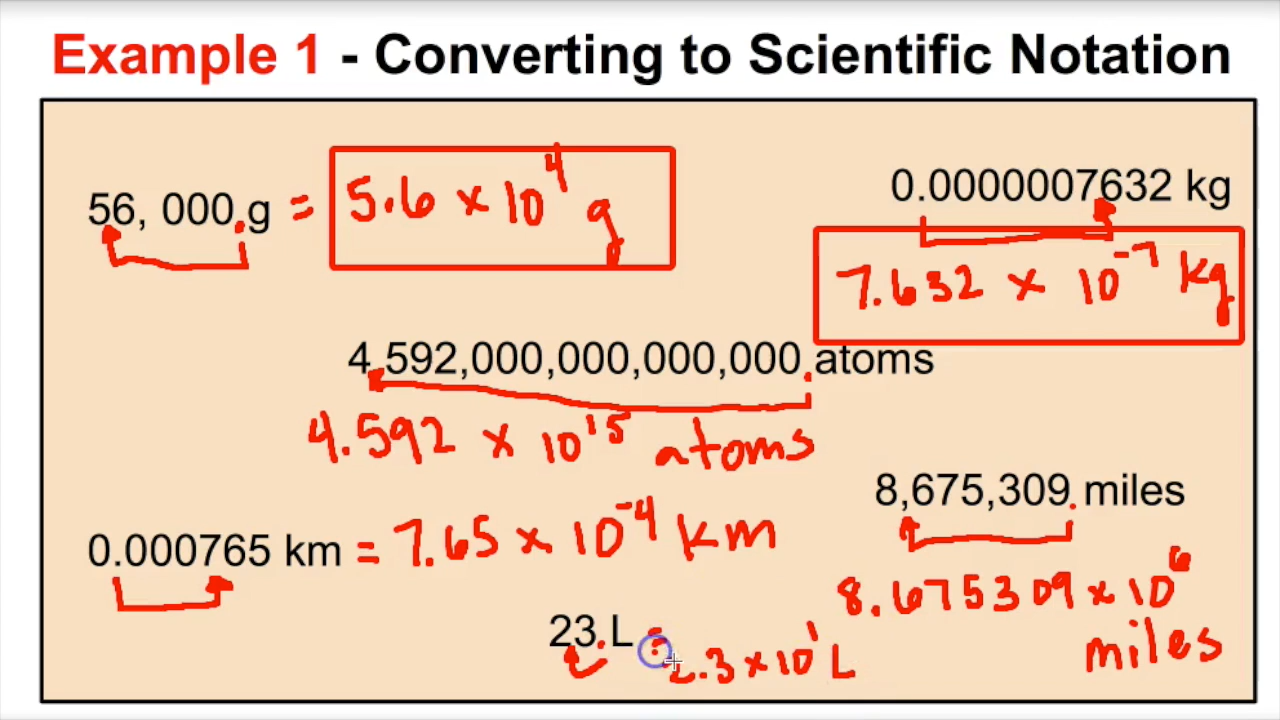 Example 1 - Converting to Scientific Notation
56, 000.g = 5.6 x 10⁴ g
0.0000007632 kg
7.632 x 10⁻⁷ kg
4,592,000,000,000,000.atoms
4.592 x 10¹⁵ atoms
8,675,309.miles
8.675309 x 10⁶
miles
0.000765 km = 7.65 x 10⁻⁴ km
23.L = 2.3 x 10¹ L